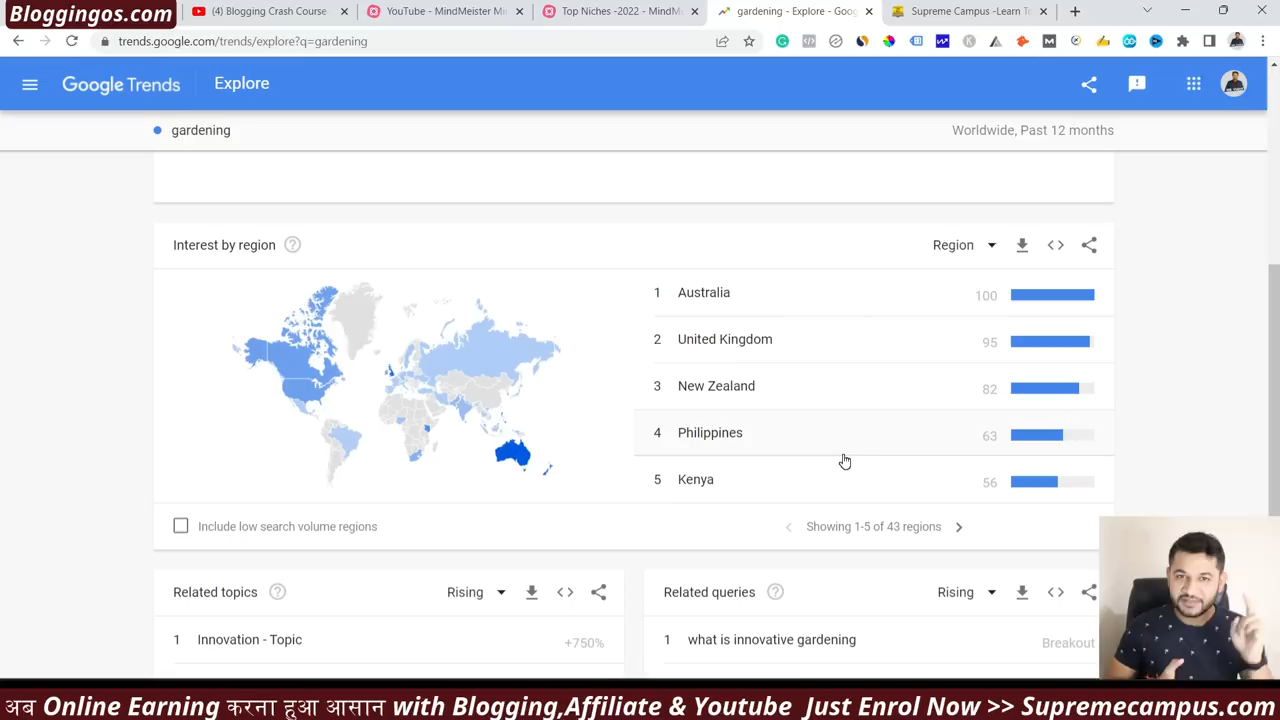 Bloggingos.com
(4) Blogging Crash Course
YouTube - MindMeister Mi
Top Niches -2022 - MindM
gardening - Explore - Goog
Supreme Campus -Learn To
trends.google.com/trends/explore?q=gardening
Google Trends
Explore
gardening
Worldwide, Past 12 months
Interest by region
Region
1 Australia 100
2 United Kingdom 95
3 New Zealand 82
4 Philippines 63
5 Kenya 56
Include low search volume regions
Showing 1-5 of 43 regions
Related topics
Rising
Related queries
Rising
1 Innovation - Topic +750%
1 what is innovative gardening Breakout
अब Online Earning करना हुआ आसान with Blogging,Affiliate & Youtube Just Enrol Now >> Supremecampus.com